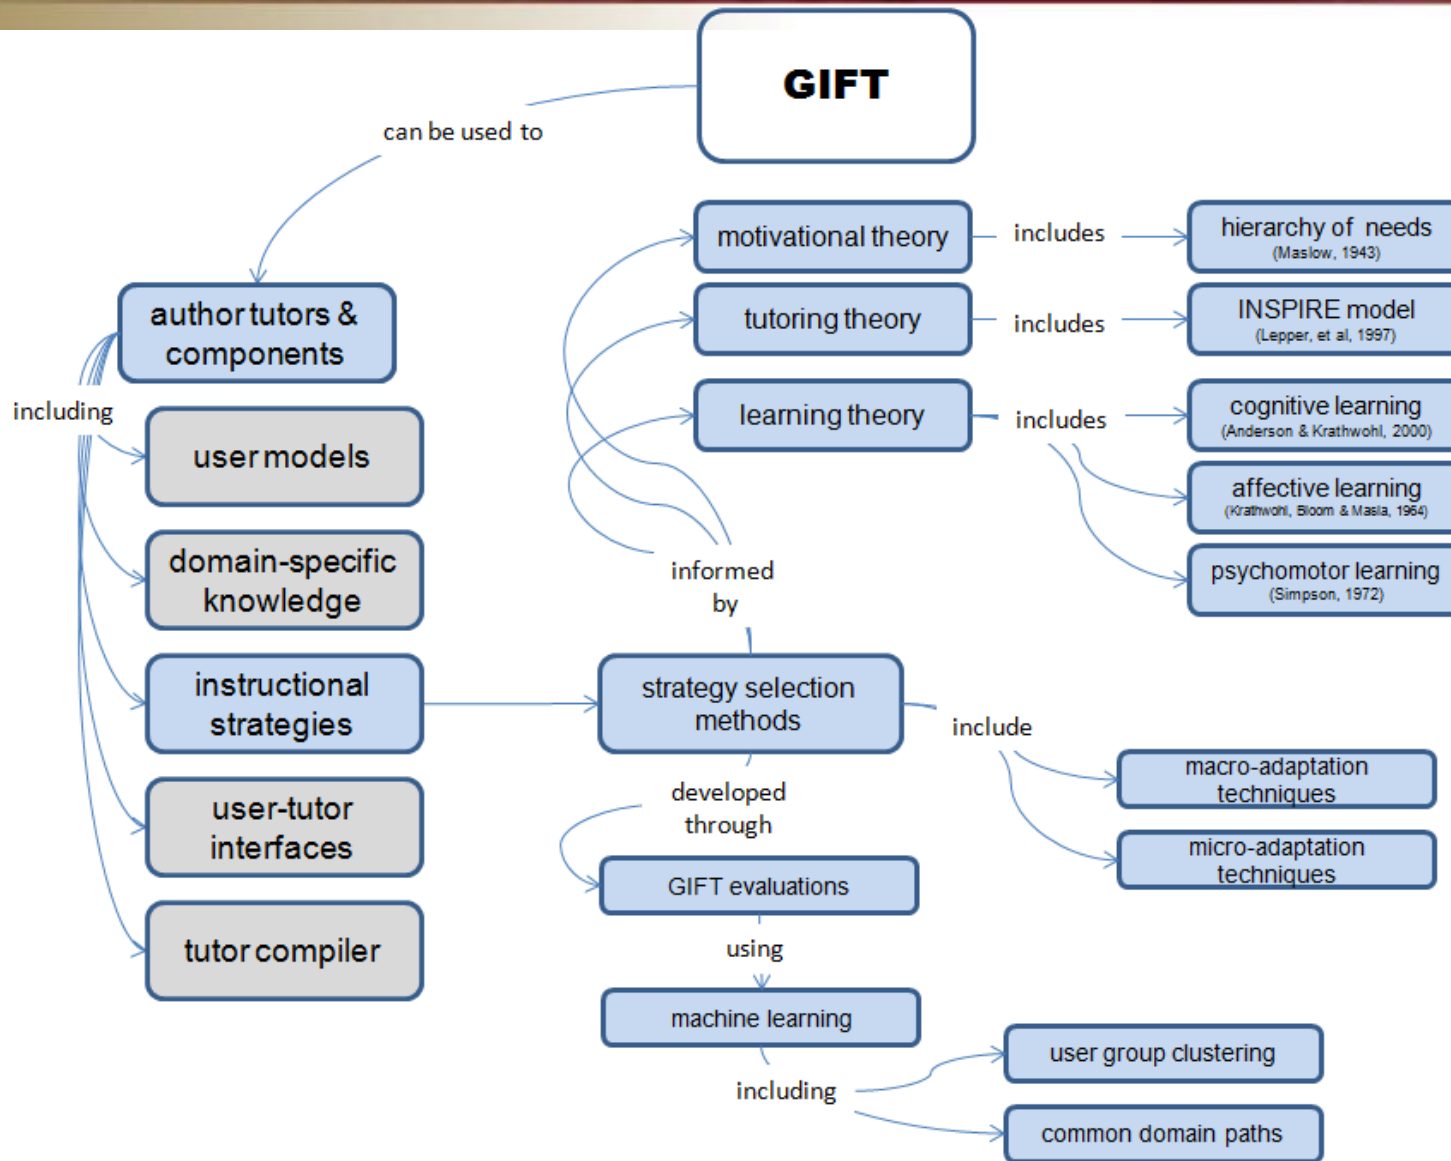 GIFT
can be used to
author tutors &
components
including
user models
domain-specific
knowledge
instructional
strategies
user-tutor
interfaces
tutor compiler
motivational theory
includes
hierarchy of needs
(Maslow, 1943)
tutoring theory
includes
INSPIRE model
(Lepper, et al, 1997)
learning theory
includes
cognitive learning
(Anderson & Krathwohl, 2000)
affective learning
(Krathwohl, Bloom & Masia, 1964)
psychomotor learning
(Simpson, 1972)
informed
by
strategy selection
methods
include
macro-adaptation
techniques
micro-adaptation
techniques
developed
through
GIFT evaluations
using
machine learning
including
user group clustering
common domain paths